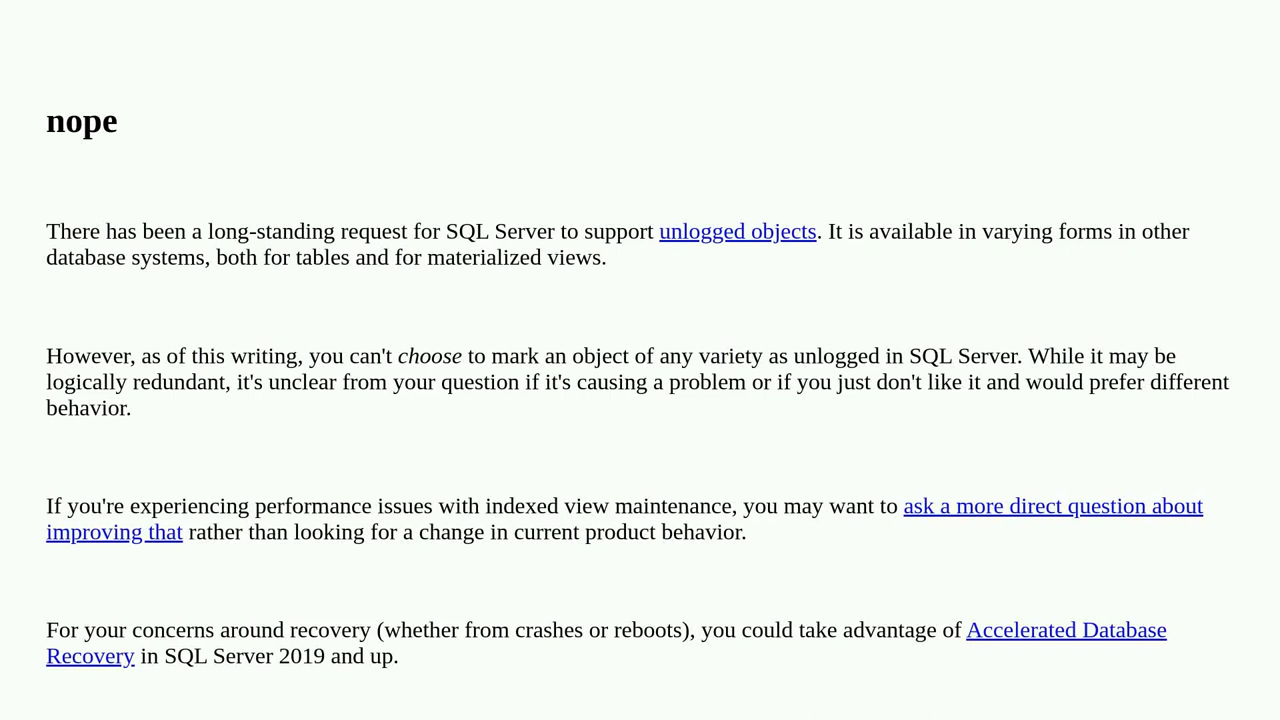 nope
There has been a long-standing request for SQL Server to support unlogged objects. It is available in varying forms in other
database systems, both for tables and for materialized views.
However, as of this writing, you can't choose to mark an object of any variety as unlogged in SQL Server. While it may be
logically redundant, it's unclear from your question if it's causing a problem or if you just don't like it and would prefer different
behavior.
If you're experiencing performance issues with indexed view maintenance, you may want to ask a more direct question about
improving that rather than looking for a change in current product behavior.
For your concerns around recovery (whether from crashes or reboots), you could take advantage of Accelerated Database
Recovery in SQL Server 2019 and up.